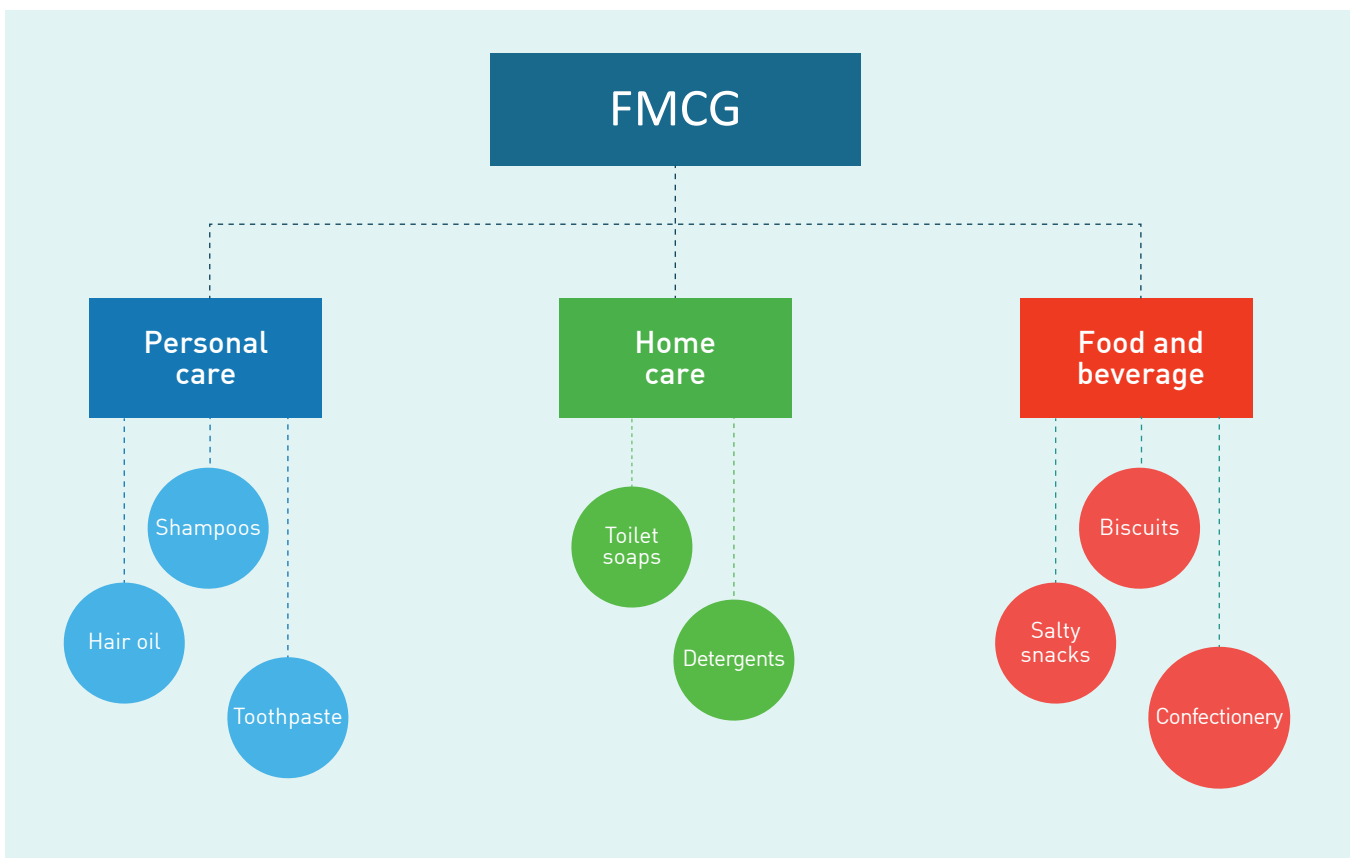 FMCG
Personal
care
Home
care
Food and
beverage
Shampoos
Hair oil
Toothpaste
Toilet
soaps
Detergents
Biscuits
Salty
snacks
Confectionery